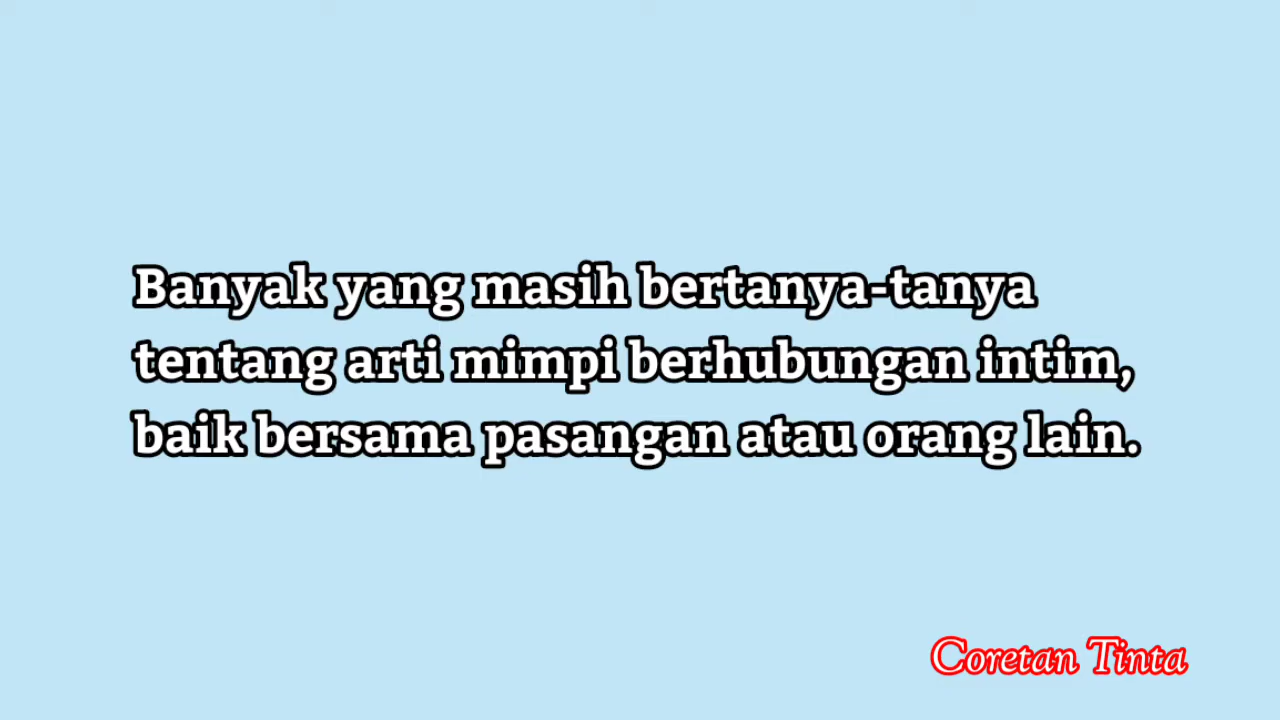 Banyak yang masih bertanya-tanya
tentang arti mimpi berhubungan intim,
baik bersama pasangan atau orang lain.
Coretan Tinta